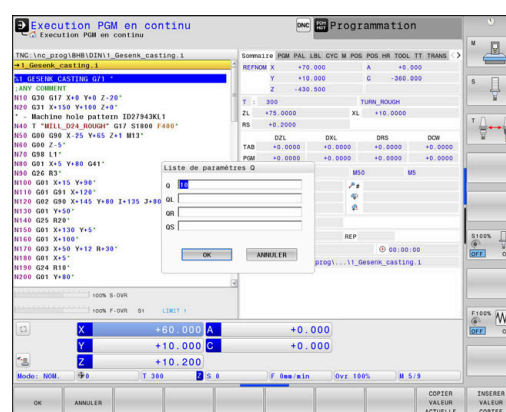 Execution PGM en continu
Execution PGM en continu
DNC
Programmation
TNC:\nc_prog\BHB\DIN\1_Gesenk_casting.i
→1_Gesenk_casting.i
%1_GESENK_CASTING G71 *
;ANY COMMENT
N10 G30 G17 X+0 Y+0 Z-20*
N20 G31 X+150 Y+100 Z+0*
* - Machine hole pattern ID27943KL1
N40 T "MILL_D24_ROUGH" G17 S1800 F400*
N50 G00 G90 X-25 Y+65 Z+1 M13*
N60 G00 Z-5*
N70 G98 L1*
N80 G01 X+5 Y+80 G41*
N90 G26 R3*
N100 G01 X+15 Y+90*
N110 G01 G91 X+120*
N120 G02 G90 X+145 Y+80 I+135 J+80
N130 G01 Y+50*
N140 G25 R20*
N150 G01 X+130 Y+5*
N160 G01 X+100*
N170 G03 X+50 Y+12 R+30*
N180 G01 X+5*
N190 G24 R10*
N200 G01 Y+80*
100% S-OVR
100% F-OVR S1 LIMIT 1
Sommaire PGM PAL LBL CYC M POS POS HR TOOL TT TRANS
REFNOM X +70.000 A +0.000
Y +10.000 C -360.000
Z -430.500
T : 300 TURN_ROUGH
ZL +75.0000 XL +10.0000
RS +0.2000
DZL DXL DRS DCW
TAB +0.0000 +0.0000 +0.0000 +0.0000
PGM +0.0000 +0.0000 +0.0000 +0.0000
M50 M5
REP
00:00:00
prog\...\1_Gesenk_casting.i
Liste de paramètres Q
Q 10
QL
QR
QS
OK ANNULER
X +60.000 A +0.000
Y +10.000 C +0.000
Z +10.200
Mode: NOM. 0 T 300 Z S 0 F 0mm/min Ovr 100% M 5/9
OK
ANNULER
COPIER VALEUR ACTUELLE
INSERER VALEUR COPIEE
M
S
T
S100%
OFF
F100%
OFF